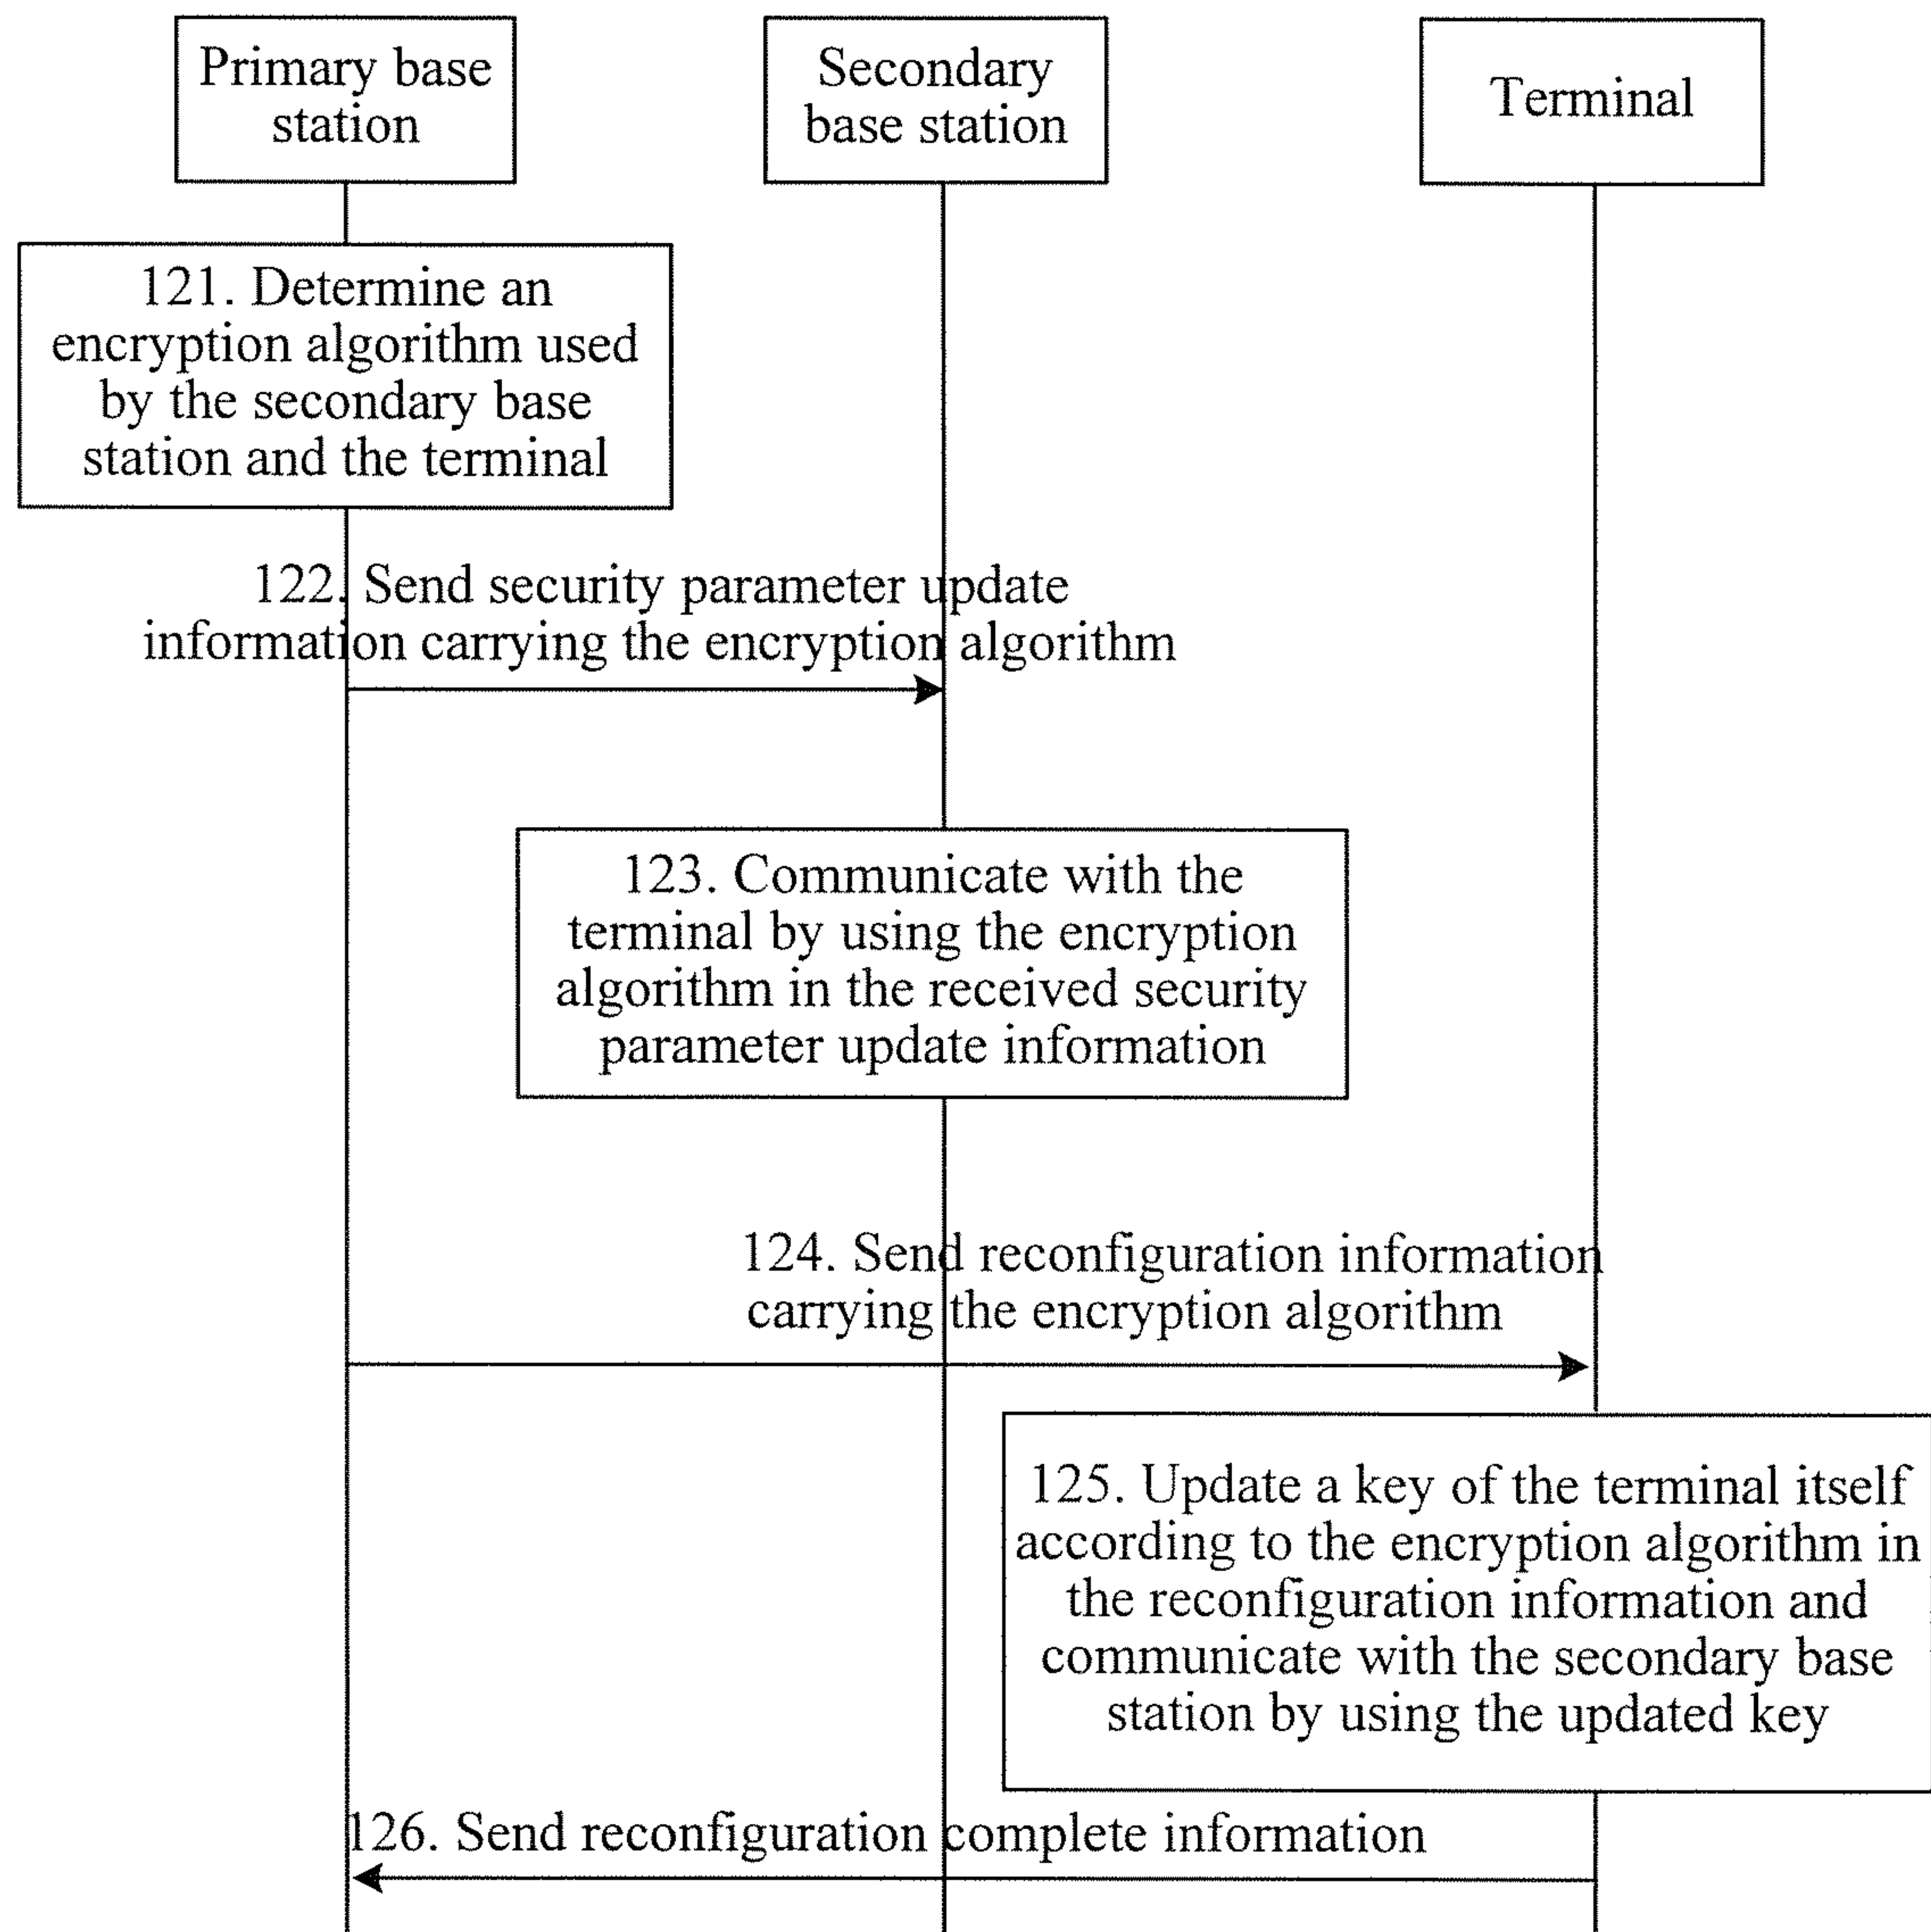 Primary base
station
Secondary
base station
Terminal
121. Determine an
encryption algorithm used
by the secondary base
station and the terminal
122. Send security parameter update
information carrying the encryption algorithm
123. Communicate with the
terminal by using the encryption
algorithm in the received security
parameter update information
124. Send reconfiguration information
carrying the encryption algorithm
125. Update a key of the terminal itself
according to the encryption algorithm in
the reconfiguration information and
communicate with the secondary base
station by using the updated key
126. Send reconfiguration complete information